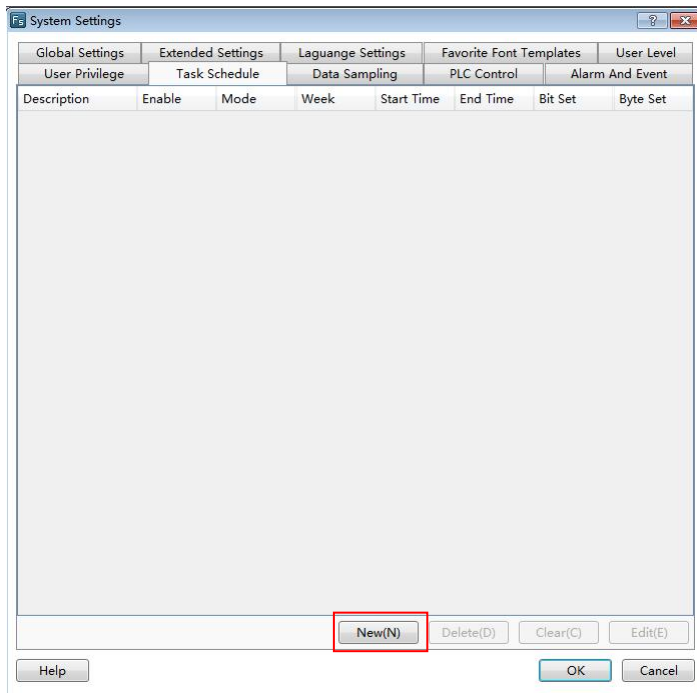 Fs System Settings
Global Settings Extended Settings Laguange Settings Favorite Font Templates User Level
User Privilege Task Schedule Data Sampling PLC Control Alarm And Event
Description Enable Mode Week Start Time End Time Bit Set Byte Set
New(N) Delete(D) Clear(C) Edit(E)
Help OK Cancel